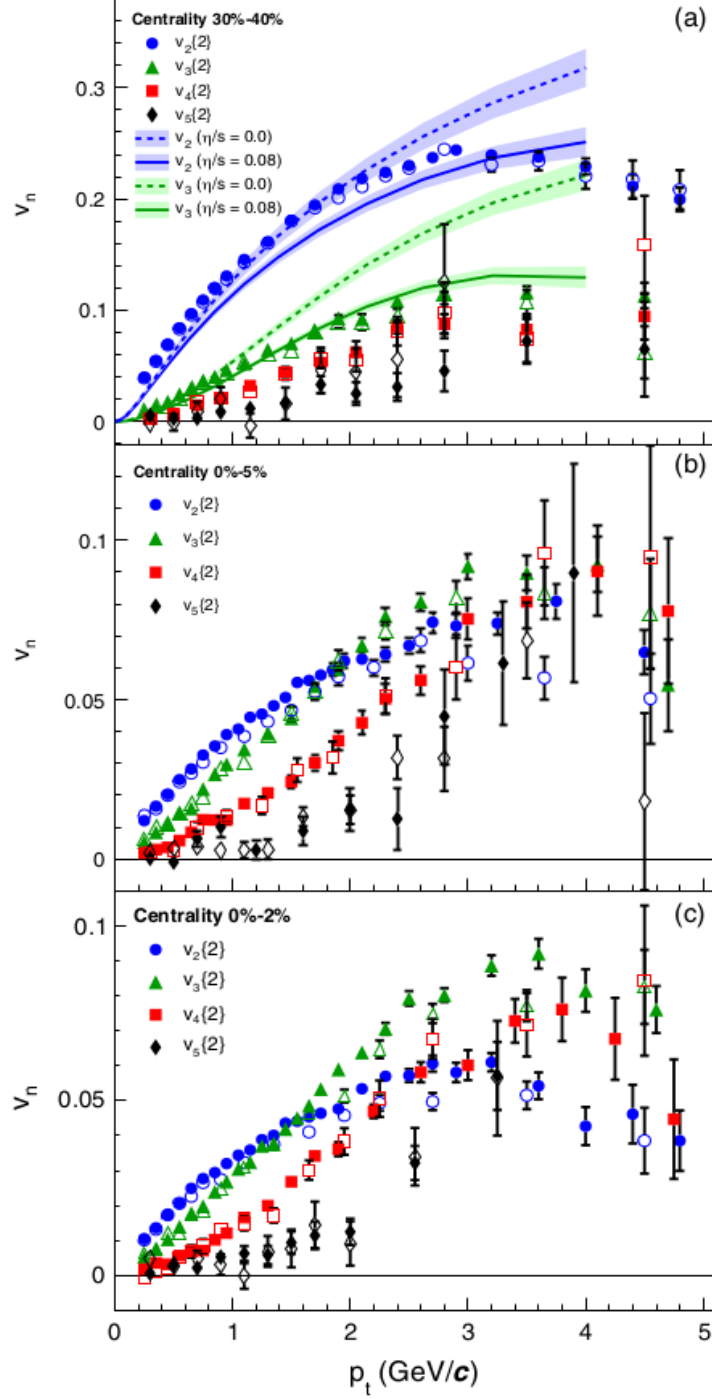 (a)
Centrality 30%-40%
v₂{2}
v₃{2}
v₄{2}
v₅{2}
v₂ (η/s = 0.0)
v₂ (η/s = 0.08)
v₃ (η/s = 0.0)
v₃ (η/s = 0.08)
0.3
0.2
0.1
0
vₙ
(b)
Centrality 0%-5%
v₂{2}
v₃{2}
v₄{2}
v₅{2}
0.1
0.05
0
vₙ
(c)
Centrality 0%-2%
v₂{2}
v₃{2}
v₄{2}
v₅{2}
0.1
0.05
0
vₙ
0 1 2 3 4 5
pₜ (GeV/c)